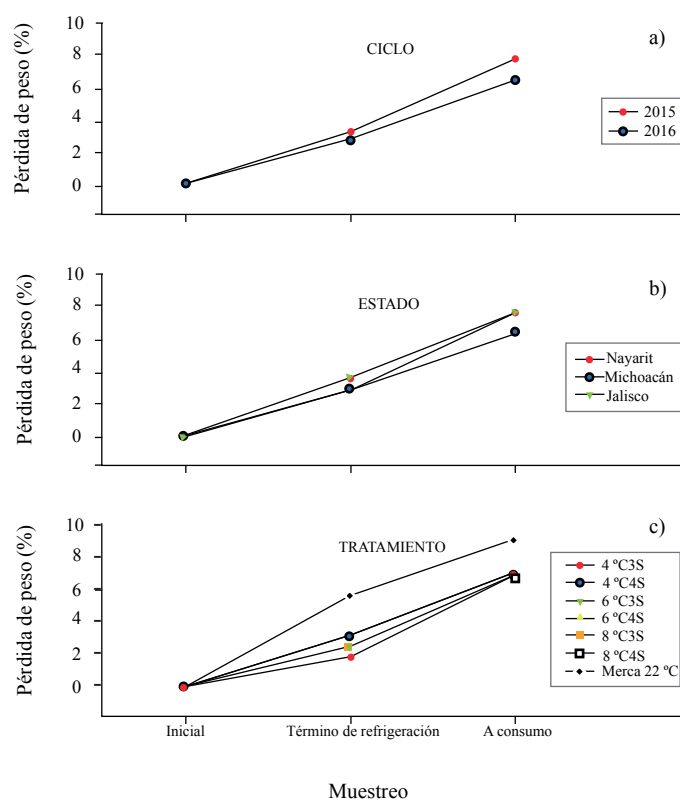 10
8
6
4
2
0
Pérdida de peso (%)
CICLO
a)
2015
2016
10
8
6
4
2
0
Pérdida de peso (%)
ESTADO
b)
Nayarit
Michoacán
Jalisco
10
8
6
4
2
0
Pérdida de peso (%)
TRATAMIENTO
c)
4 ºC3S
4 ºC4S
6 ºC3S
6 ºC4S
8 ºC3S
8 ºC4S
Merca 22 ºC
Inicial Término de refrigeración A consumo
Muestreo